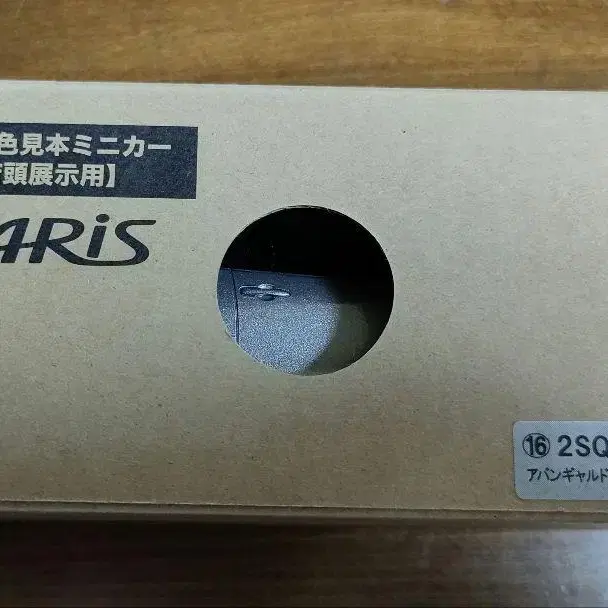 色見本ミニカー
頭展示用】
ARiS
⑯ 2SQ
アバンギャルド